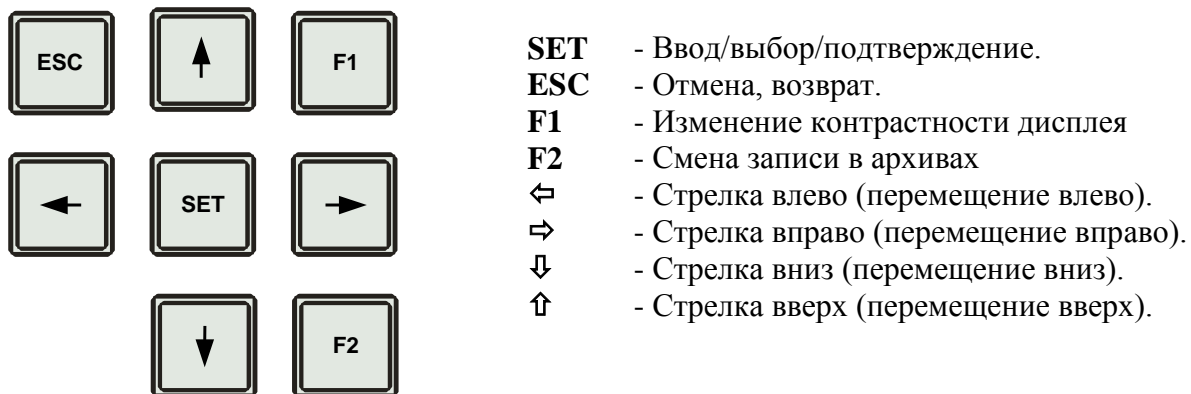 ESC
F1
SET
F2
SET - Ввод/выбор/подтверждение.
ESC - Отмена, возврат.
F1 - Изменение контрастности дисплея
F2 - Смена записи в архивах
⇦ - Стрелка влево (перемещение влево).
⇨ - Стрелка вправо (перемещение вправо).
⇩ - Стрелка вниз (перемещение вниз).
⇧ - Стрелка вверх (перемещение вверх).